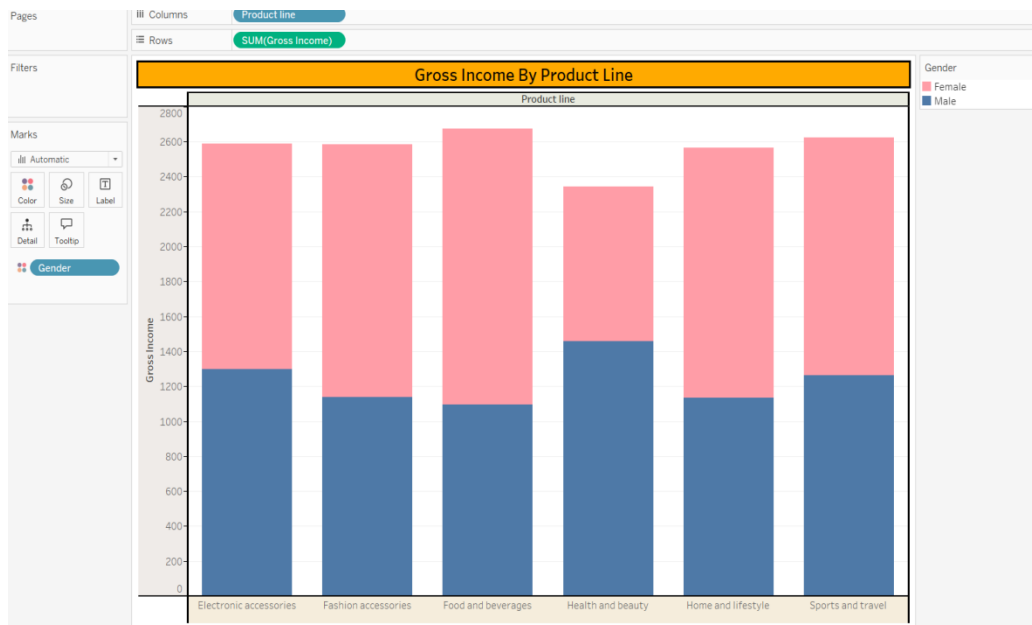 Pages
Columns
Product line
Rows
SUM(Gross Income)
Filters
Marks
Automatic
Color
Size
Label
Detail
Tooltip
Gender
Gross Income By Product Line
Product line
Gross Income
2800
2600
2400
2200
2000
1800
1600
1400
1200
1000
800
600
400
200
0
Electronic accessories
Fashion accessories
Food and beverages
Health and beauty
Home and lifestyle
Sports and travel
Gender
Female
Male